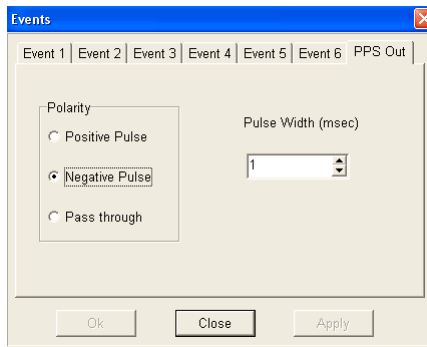 Events
Event 1 Event 2 Event 3 Event 4 Event 5 Event 6 PPS Out
Polarity
Positive Pulse
Negative Pulse
Pass through
Pulse Width (msec)
1
Ok Close Apply